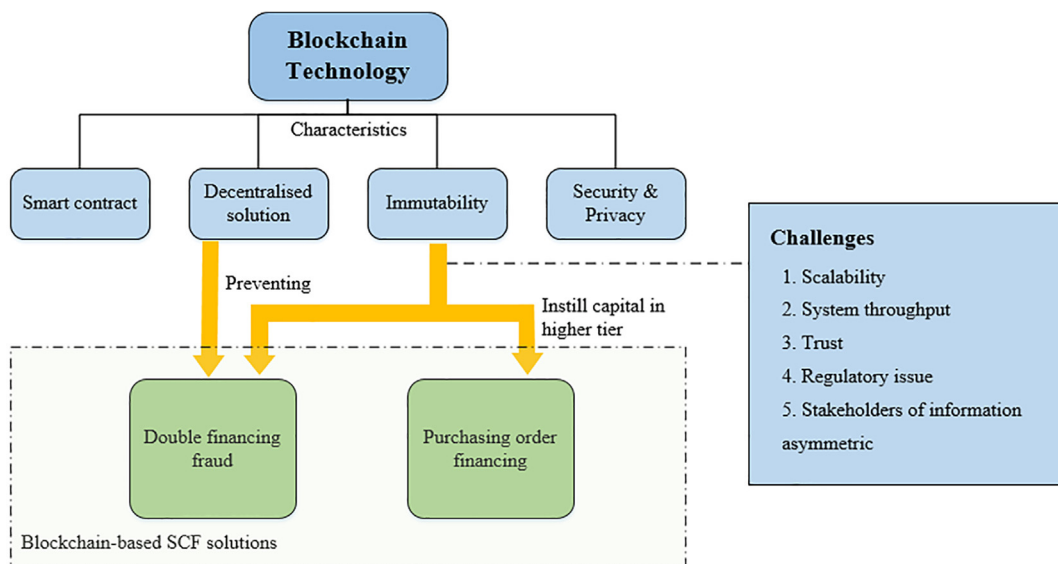 Blockchain
Technology
Characteristics
Smart contract
Decentralised
solution
Immutability
Security &
Privacy
Preventing
Instill capital in
higher tier
Challenges
1. Scalability
2. System throughput
3. Trust
4. Regulatory issue
5. Stakeholders of information
asymmetric
Double financing
fraud
Purchasing order
financing
Blockchain-based SCF solutions